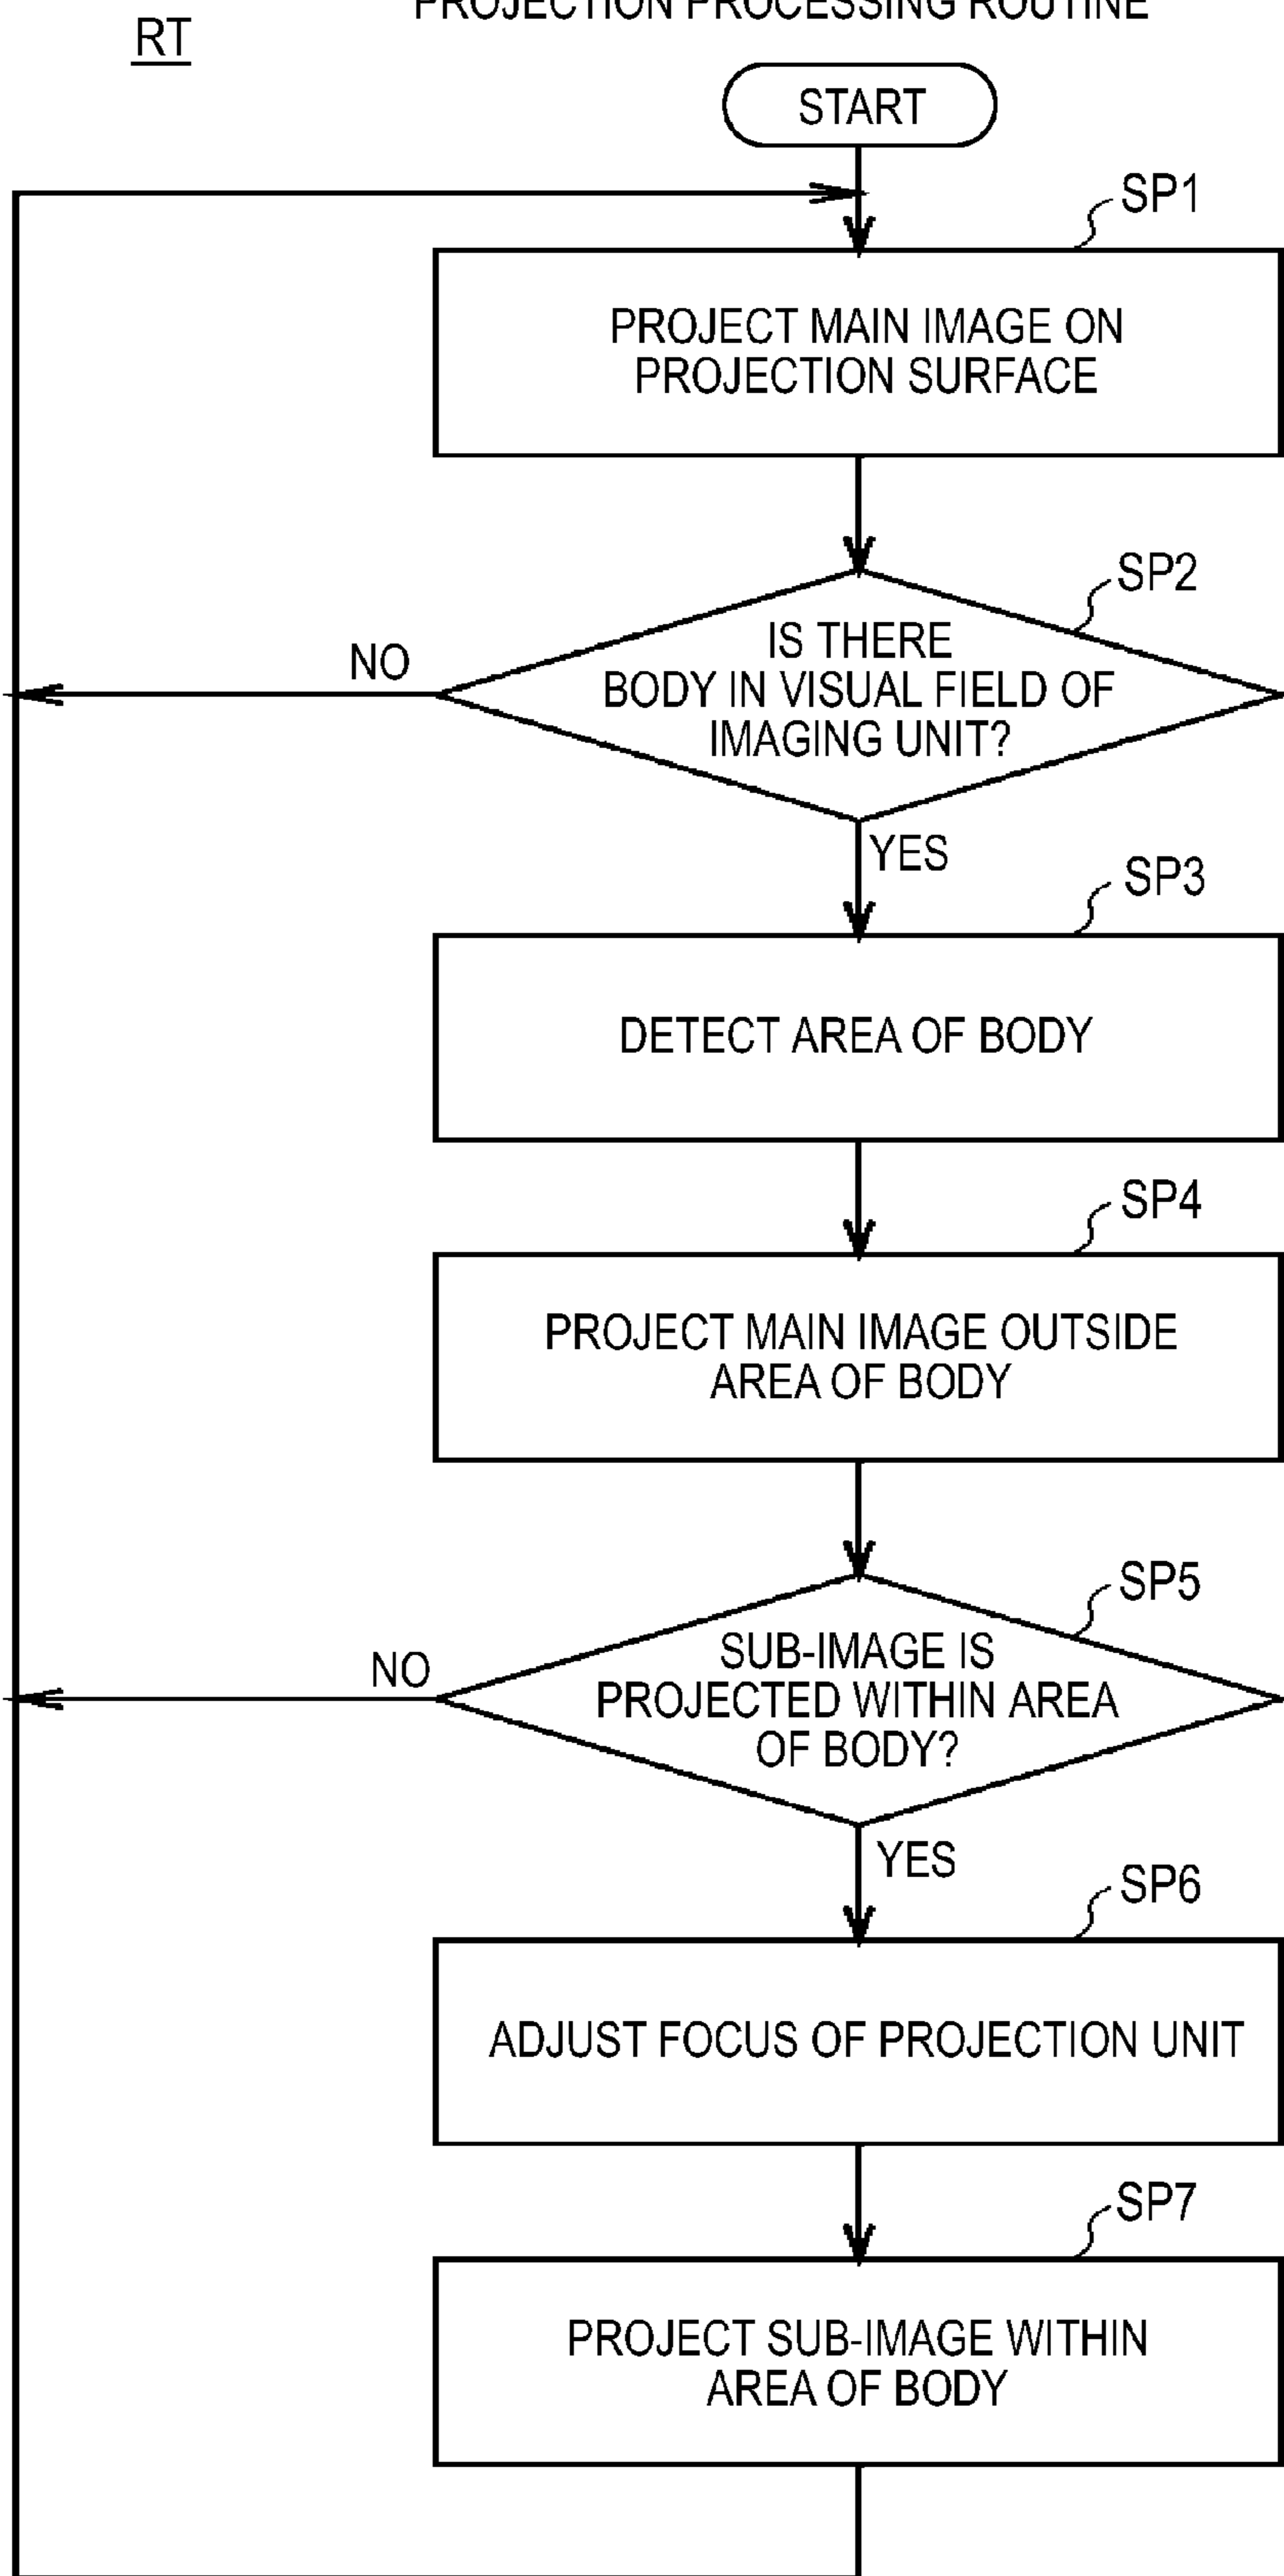 PROJECTION PROCESSING ROUTINE
RT
START
SP1
PROJECT MAIN IMAGE ON
PROJECTION SURFACE
SP2
IS THERE
BODY IN VISUAL FIELD OF
IMAGING UNIT?
NO
YES
SP3
DETECT AREA OF BODY
SP4
PROJECT MAIN IMAGE OUTSIDE
AREA OF BODY
SP5
SUB-IMAGE IS
PROJECTED WITHIN AREA
OF BODY?
NO
YES
SP6
ADJUST FOCUS OF PROJECTION UNIT
SP7
PROJECT SUB-IMAGE WITHIN
AREA OF BODY